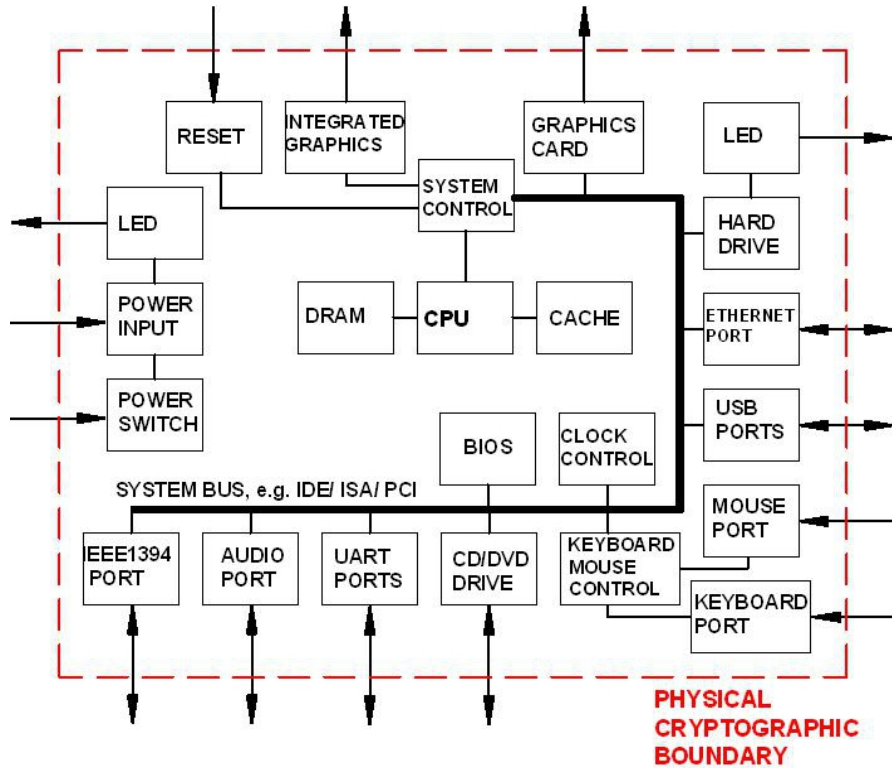 RESET
INTEGRATED
GRAPHICS
GRAPHICS
CARD
LED
SYSTEM
CONTROL
LED
HARD
DRIVE
POWER
INPUT
DRAM
CPU
CACHE
ETHERNET
PORT
POWER
SWITCH
BIOS
CLOCK
CONTROL
USB
PORTS
SYSTEM BUS, e.g. IDE/ ISA/ PCI
MOUSE
PORT
IEEE1394
PORT
AUDIO
PORT
UART
PORTS
CD/DVD
DRIVE
KEYBOARD
MOUSE
CONTROL
KEYBOARD
PORT
PHYSICAL
CRYPTOGRAPHIC
BOUNDARY